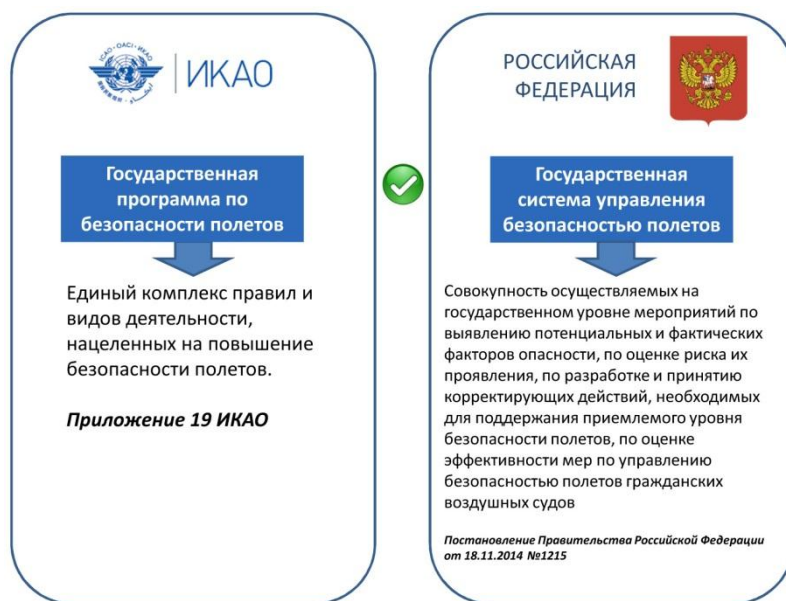 ICAO · OACI · ИКАО
ИКАО
Государственная
программа по
безопасности полетов
Единый комплекс правил и
видов деятельности,
нацеленных на повышение
безопасности полетов.
Приложение 19 ИКАО
РОССИЙСКАЯ
ФЕДЕРАЦИЯ
Государственная
система управления
безопасностью полетов
Совокупность осуществляемых на
государственном уровне мероприятий по
выявлению потенциальных и фактических
факторов опасности, по оценке риска их
проявления, по разработке и принятию
корректирующих действий, необходимых
для поддержания приемлемого уровня
безопасности полетов, по оценке
эффективности мер по управлению
безопасностью полетов гражданских
воздушных судов
Постановление Правительства Российской Федерации
от 18.11.2014 №1215